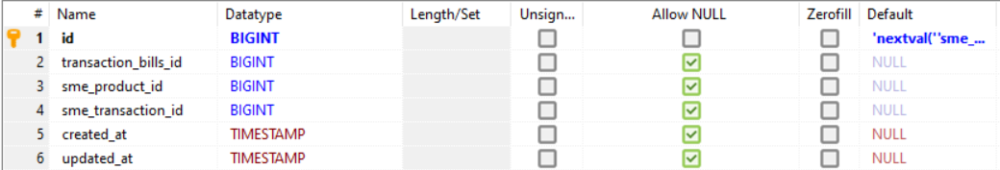 # Name Datatype Length/Set Unsign... Allow NULL Zerofill Default
1 id BIGINT 'nextval(''sme_...
2 transaction_bills_id BIGINT NULL
3 sme_product_id BIGINT NULL
4 sme_transaction_id BIGINT NULL
5 created_at TIMESTAMP NULL
6 updated_at TIMESTAMP NULL